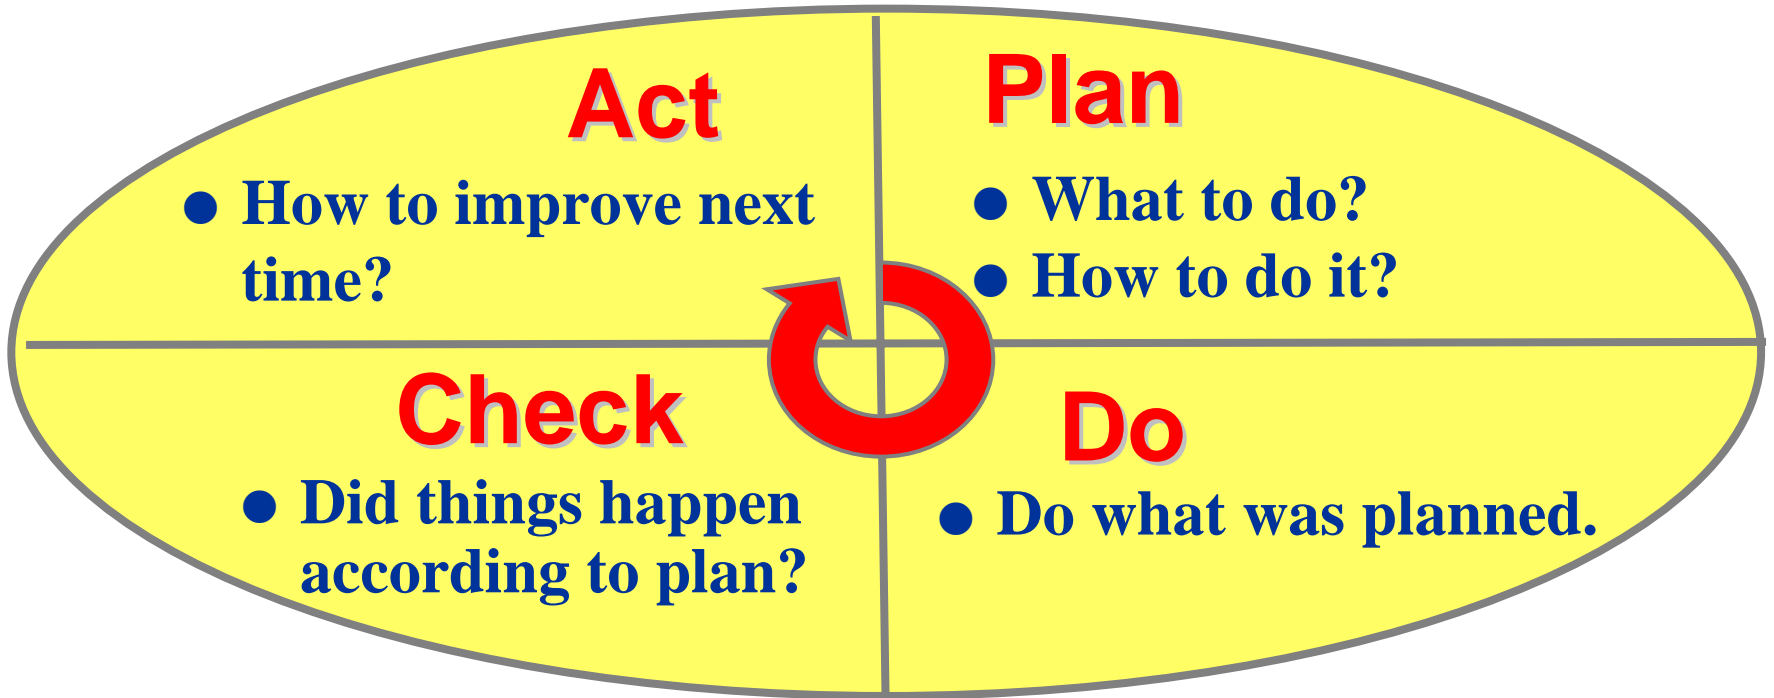 Act
● How to improve next
time?
Plan
● What to do?
● How to do it?
Check
● Did things happen
according to plan?
Do
● Do what was planned.